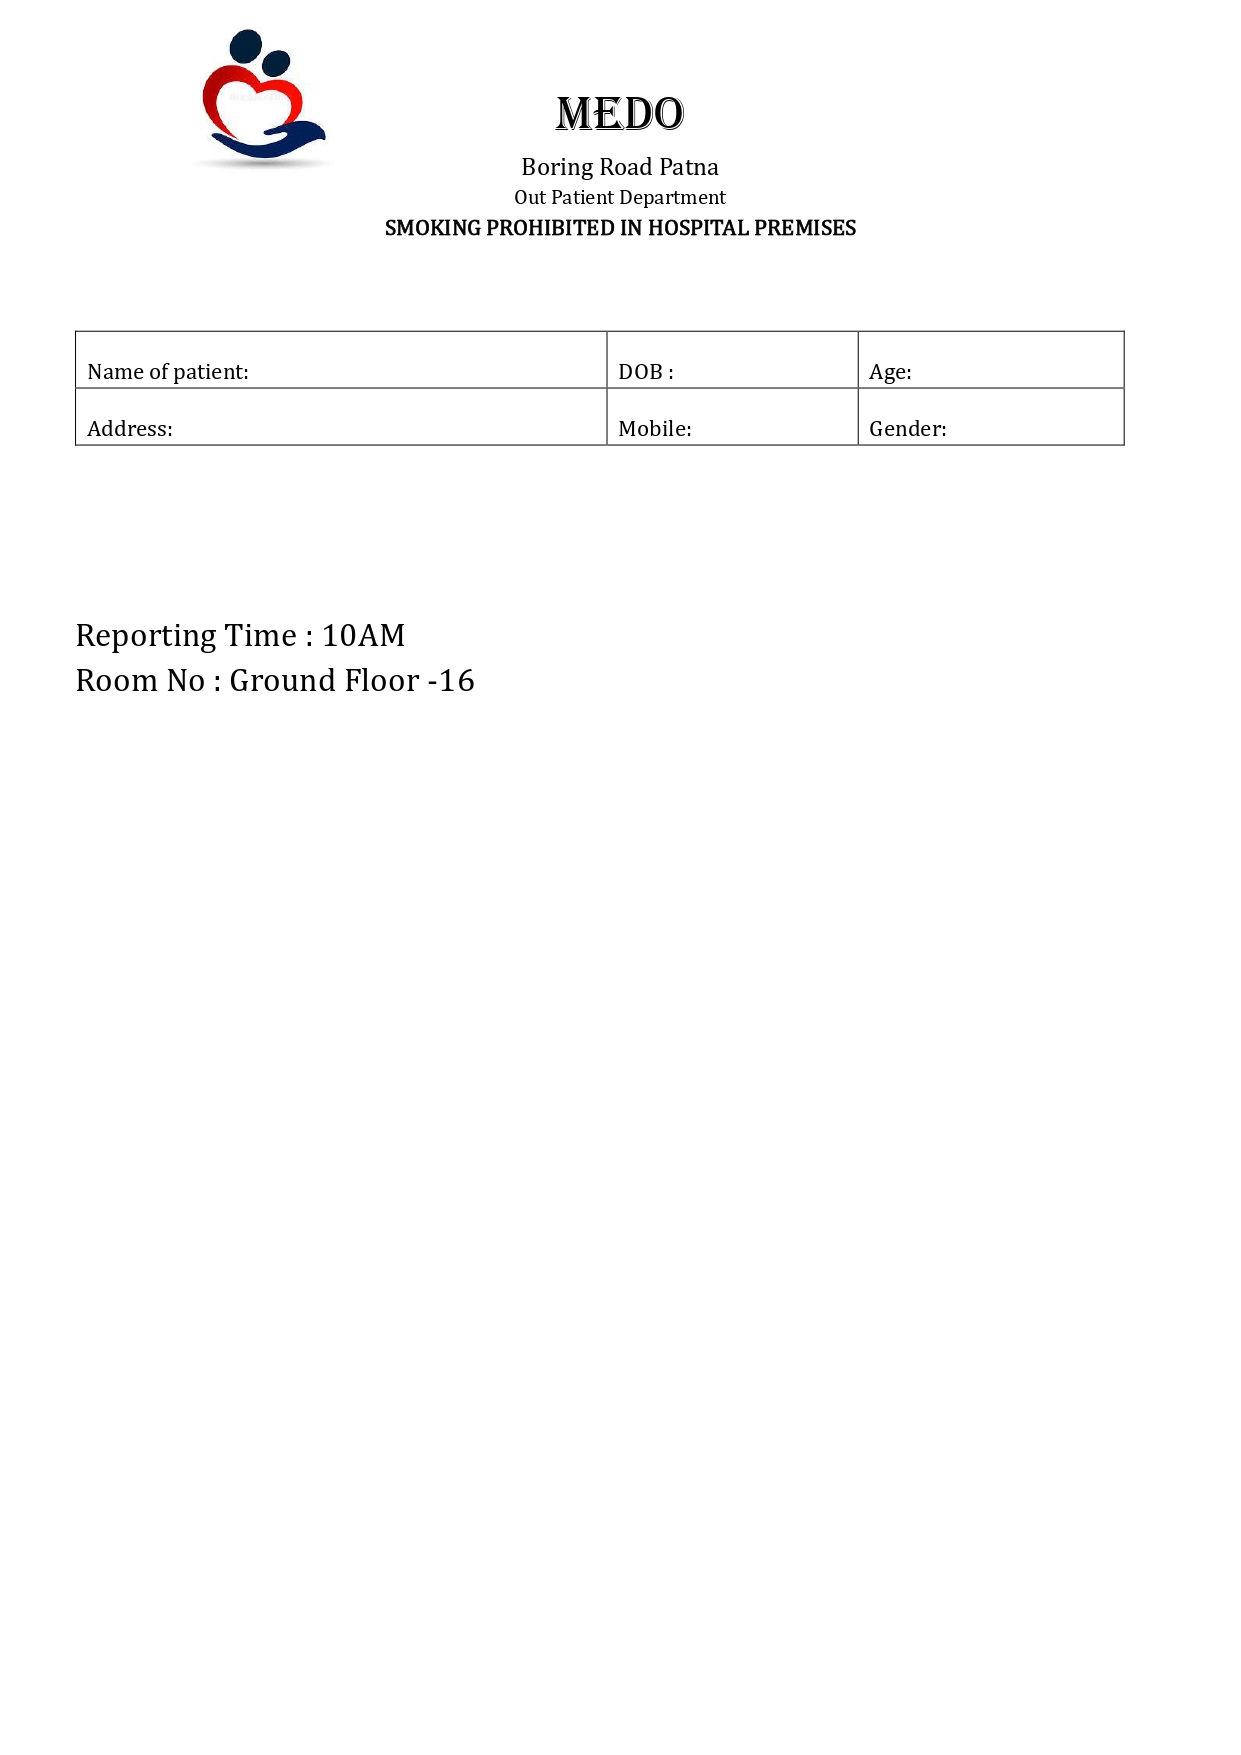 MEDO
Boring Road Patna
Out Patient Department
SMOKING PROHIBITED IN HOSPITAL PREMISES
Name of patient: DOB : Age:
Address: Mobile: Gender:
Reporting Time : 10AM
Room No : Ground Floor -16